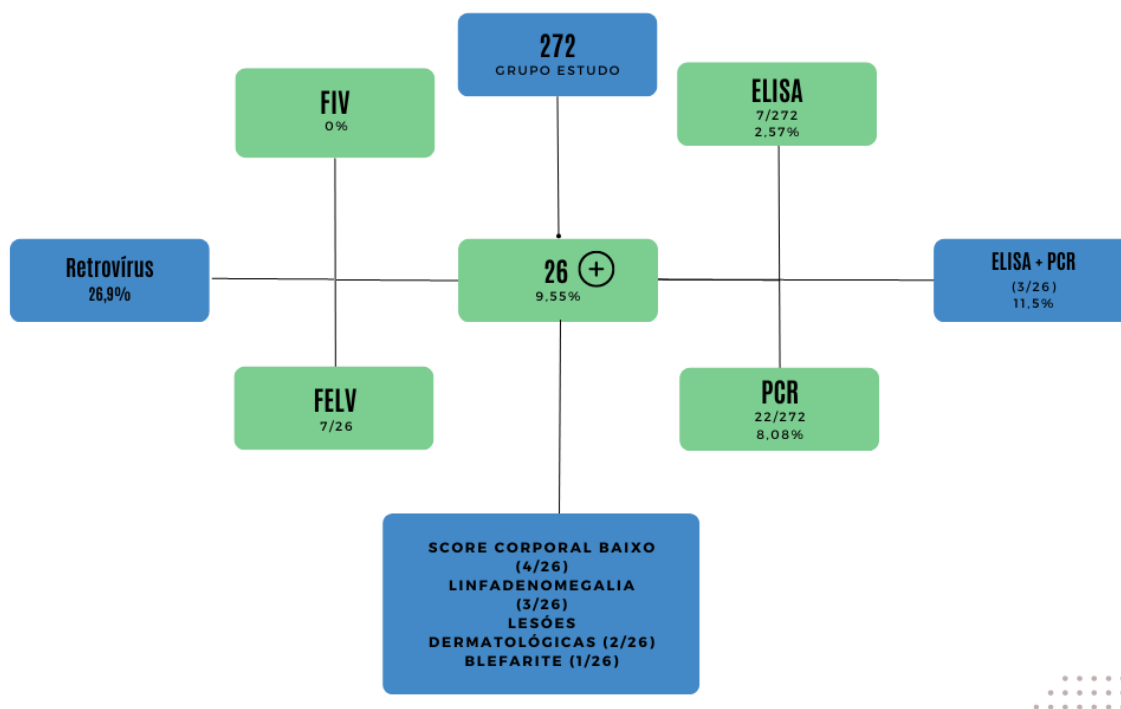 272
GRUPO ESTUDO
FIV
0%
ELISA
7/272
2,57%
Retrovírus
26,9%
26 +
9,55%
ELISA + PCR
(3/26)
11,5%
FELV
7/26
PCR
22/272
8,08%
SCORE CORPORAL BAIXO
(4/26)
LINFADENOMEGALIA
(3/26)
LESÓES
DERMATOLÓGICAS (2/26)
BLEFARITE (1/26)